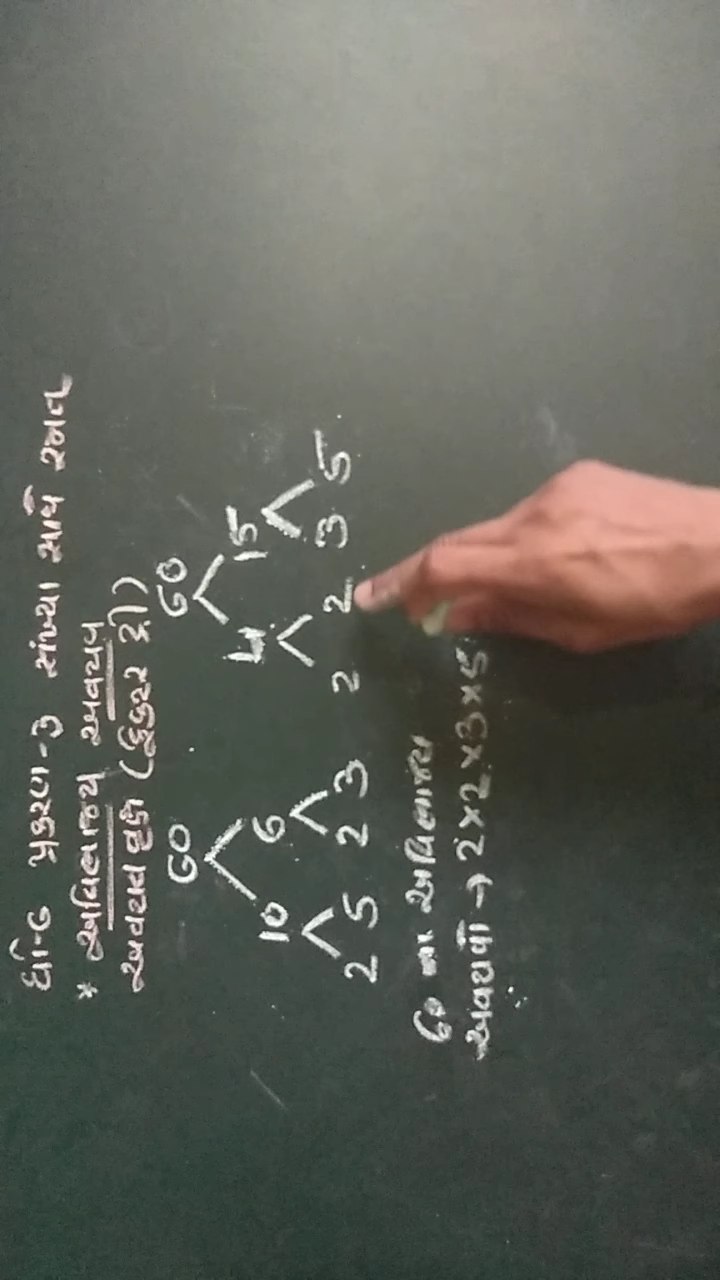 ધો-6 પ્રકરણ-3 સંખ્યા સાથે રમત
* અવિભાજ્ય અવયવ
અવયવ વૃક્ષ (ફેક્ટર ટ્રી)
60 60
10 6 4 15
2 5 2 3 2 2 3 5
60 ના અવિભાજ્ય
અવયવો → 2×2×3×5